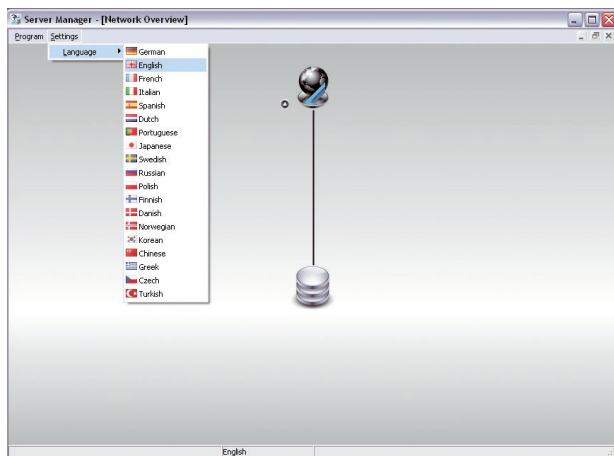 Server Manager - [Network Overview]
Program Settings
Language
German
English
French
Italian
Spanish
Dutch
Portuguese
Japanese
Swedish
Russian
Polish
Finnish
Danish
Norwegian
Korean
Chinese
Greek
Czech
Turkish
English